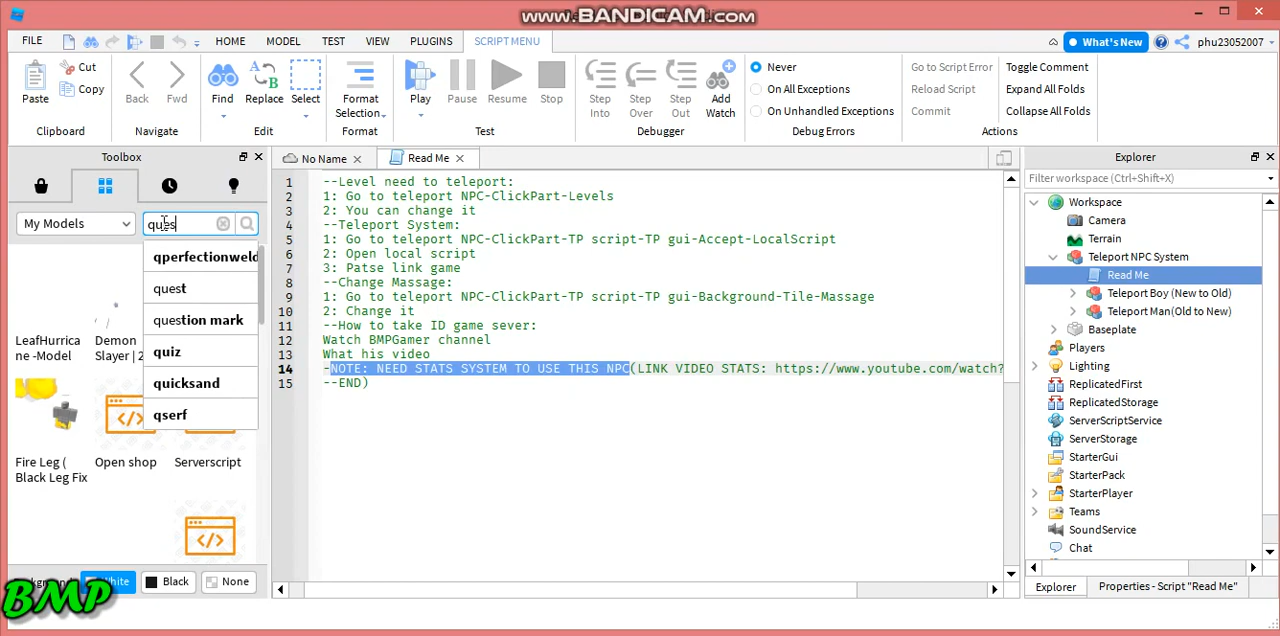 www.BANDICAM.com
FILE HOME MODEL TEST VIEW PLUGINS SCRIPT MENU What's New phu23052007
Paste Cut Copy
Clipboard
Back Fwd
Navigate
Find Replace Select
Edit
Format Selection
Format
Play Pause Resume Stop
Test
Step Into Step Over Step Out Add Watch
Debugger
Never
On All Exceptions
On Unhandled Exceptions
Debug Errors
Go to Script Error Toggle Comment
Reload Script Expand All Folds
Commit Collapse All Folds
Actions
Toolbox
My Models ques
qperfectionweld
quest
question mark
quiz
quicksand
qserf
LeafHurrica ne -Model
Demon Slayer | 2
Fire Leg ( Black Leg Fix
Open shop
Serverscript
White Black None
BMP
No Name Read Me
1 --Level need to teleport:
2 1: Go to teleport NPC-ClickPart-Levels
3 2: You can change it
4 --Teleport System:
5 1: Go to teleport NPC-ClickPart-TP script-TP gui-Accept-LocalScript
6 2: Open local script
7 3: Patse link game
8 --Change Massage:
9 1: Go to teleport NPC-ClickPart-TP script-TP gui-Background-Tile-Massage
10 2: Change it
11 --How to take ID game sever:
12 Watch BMPGamer channel
13 What his video
14 -NOTE: NEED STATS SYSTEM TO USE THIS NPC(LINK VIDEO STATS: https://www.youtube.com/watch?
15 --END)
Explorer
Filter workspace (Ctrl+Shift+X)
Workspace
Camera
Terrain
Teleport NPC System
Read Me
Teleport Boy (New to Old)
Teleport Man(Old to New)
Baseplate
Players
Lighting
ReplicatedFirst
ReplicatedStorage
ServerScriptService
ServerStorage
StarterGui
StarterPack
StarterPlayer
Teams
SoundService
Chat
Explorer Properties - Script "Read Me"